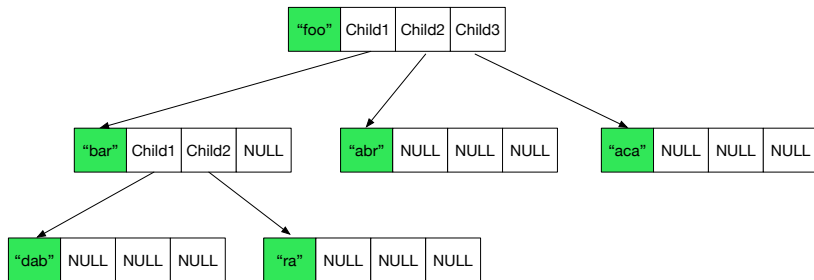 “foo” Child1 Child2 Child3
“bar” Child1 Child2 NULL “abr” NULL NULL NULL “aca” NULL NULL NULL
“dab” NULL NULL NULL “ra” NULL NULL NULL